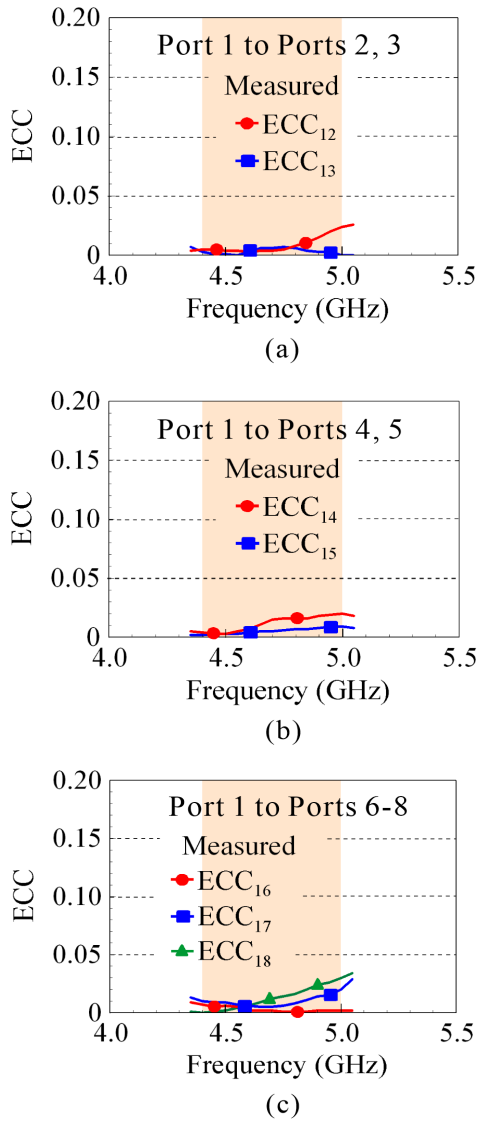 Port 1 to Ports 2, 3
Measured
ECC12
ECC13
ECC
0.20
0.15
0.10
0.05
0
4.0 4.5 5.0 5.5
Frequency (GHz)
(a)
Port 1 to Ports 4, 5
Measured
ECC14
ECC15
ECC
0.20
0.15
0.10
0.05
0
4.0 4.5 5.0 5.5
Frequency (GHz)
(b)
Port 1 to Ports 6-8
Measured
ECC16
ECC17
ECC18
ECC
0.20
0.15
0.10
0.05
0
4.0 4.5 5.0 5.5
Frequency (GHz)
(c)